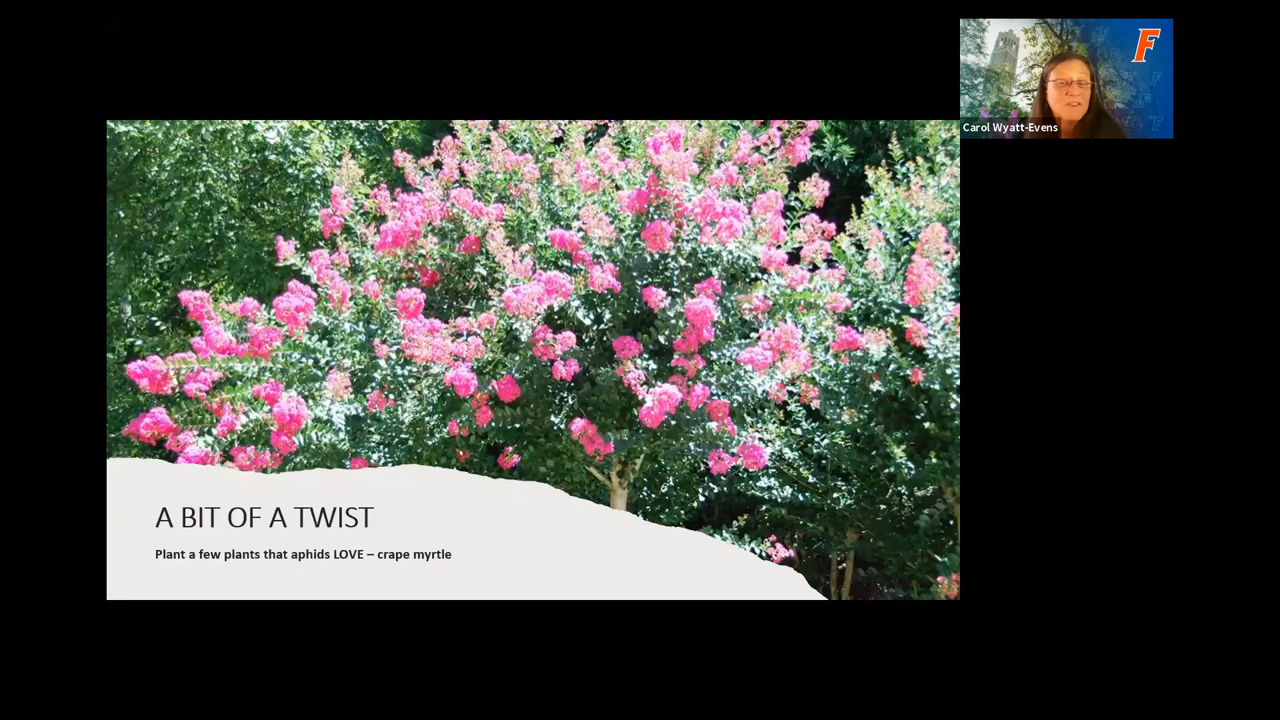 F
Carol Wyatt-Evens
A BIT OF A TWIST
Plant a few plants that aphids LOVE – crape myrtle